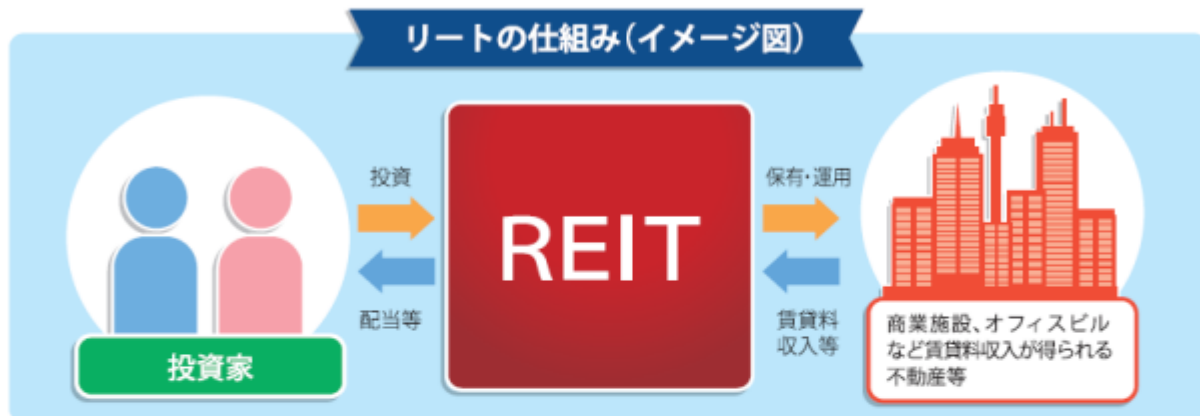 リートの仕組み（イメージ図）
投資
配当等
投資家
REIT
保有・運用
賃貸料
収入等
商業施設、オフィスビル
など賃貸料収入が得られる
不動産等